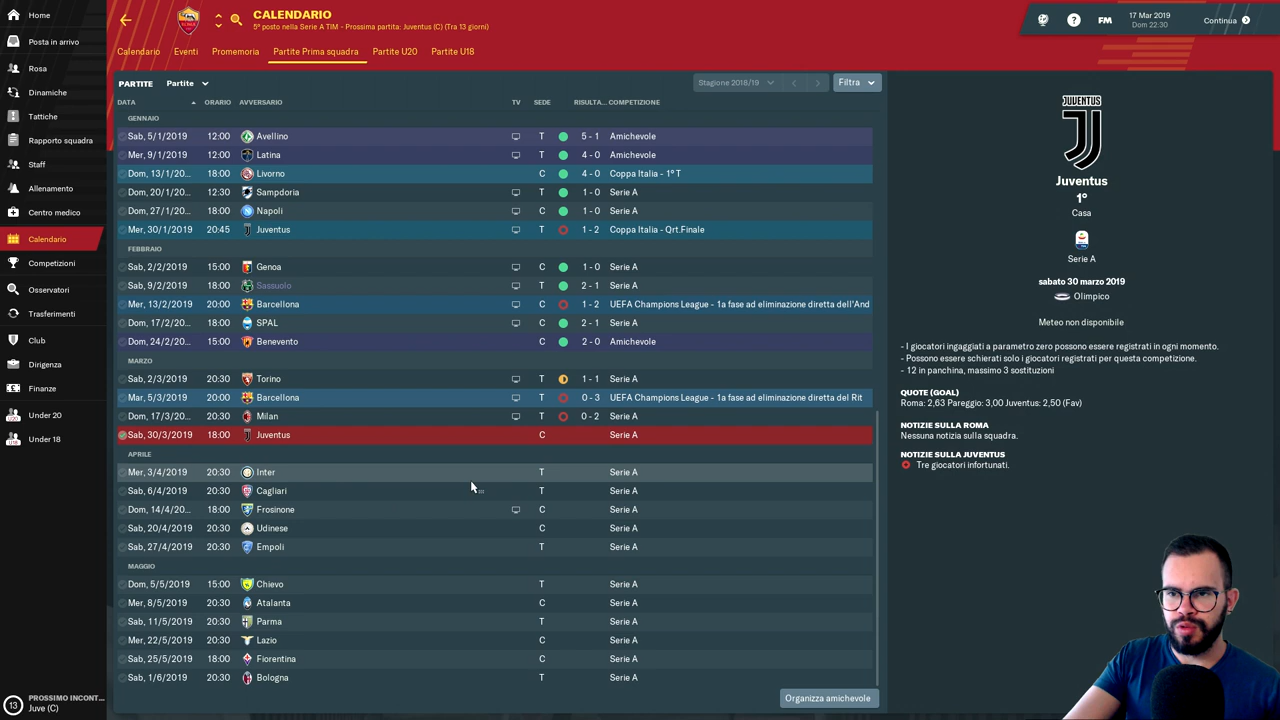 Home
Posta in arrivo
Rosa
Dinamiche
Tattiche
Rapporto squadra
Staff
Allenamento
Centro medico
Calendario
Competizioni
Osservatori
Trasferimenti
Club
Dirigenza
Finanze
Under 20
Under 18
13 PROSSIMO INCONT...
Juve (C)
CALENDARIO
5° posto nella Serie A TIM - Prossima partita: Juventus (C) (Tra 13 giorni)
FM
17 Mar 2019
Dom 22:30
Continua
Calendario Eventi Promemoria Partite Prima squadra Partite U20 Partite U18
PARTITE Partite Stagione 2018/19 Filtra
DATA ORARIO AVVERSARIO TV SEDE RISULTA... COMPETIZIONE
GENNAIO
Sab, 5/1/2019 12:00 Avellino T 5 - 1 Amichevole
Mer, 9/1/2019 12:00 Latina T 4 - 0 Amichevole
Dom, 13/1/20... 18:00 Livorno C 4 - 0 Coppa Italia - 1° T
Dom, 20/1/20... 12:30 Sampdoria T 1 - 0 Serie A
Dom, 27/1/20... 18:00 Napoli C 1 - 0 Serie A
Mer, 30/1/2019 20:45 Juventus T 1 - 2 Coppa Italia - Qrt.Finale
FEBBRAIO
Sab, 2/2/2019 15:00 Genoa C 1 - 0 Serie A
Sab, 9/2/2019 18:00 Sassuolo T 2 - 1 Serie A
Mer, 13/2/2019 20:00 Barcellona C 1 - 2 UEFA Champions League - 1a fase ad eliminazione diretta dell'And
Dom, 17/2/20... 18:00 SPAL C 2 - 1 Serie A
Dom, 24/2/20... 15:00 Benevento C 2 - 0 Amichevole
MARZO
Sab, 2/3/2019 20:30 Torino T 1 - 1 Serie A
Mar, 5/3/2019 20:00 Barcellona T 0 - 3 UEFA Champions League - 1a fase ad eliminazione diretta del Rit
Dom, 17/3/20... 20:30 Milan T 0 - 2 Serie A
Sab, 30/3/2019 18:00 Juventus C Serie A
APRILE
Mer, 3/4/2019 20:30 Inter T Serie A
Sab, 6/4/2019 20:30 Cagliari T Serie A
Dom, 14/4/20... 18:00 Frosinone C Serie A
Sab, 20/4/2019 20:30 Udinese C Serie A
Sab, 27/4/2019 20:30 Empoli T Serie A
MAGGIO
Dom, 5/5/2019 15:00 Chievo T Serie A
Mer, 8/5/2019 20:30 Atalanta C Serie A
Sab, 11/5/2019 20:30 Parma T Serie A
Mer, 22/5/2019 20:30 Lazio C Serie A
Sab, 25/5/2019 18:00 Fiorentina C Serie A
Sab, 1/6/2019 20:30 Bologna T Serie A
Organizza amichevole
JUVENTUS
Juventus
1°
Casa
Serie A
sabato 30 marzo 2019
Olimpico
Meteo non disponibile
- I giocatori ingaggiati a parametro zero possono essere registrati in ogni momento.
- Possono essere schierati solo i giocatori registrati per questa competizione.
- 12 in panchina, massimo 3 sostituzioni
QUOTE (GOAL)
Roma: 2,63 Pareggio: 3,00 Juventus: 2,50 (Fav)
NOTIZIE SULLA ROMA
Nessuna notizia sulla squadra.
NOTIZIE SULLA JUVENTUS
Tre giocatori infortunati.